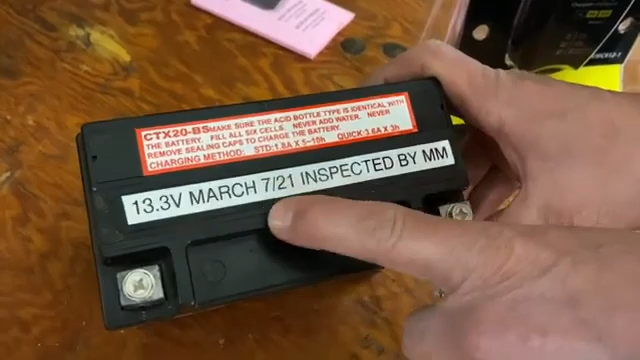 CTX20-BS MAKE SURE THE ACID BOTTLE TYPE IS IDENTICAL WITH
THE BATTERY. FILL ALL SIX CELLS. NEVER ADD WATER. NEVER
REMOVE SEALING CAPS TO CHARGE THE BATTERY.
CHARGING METHOD: STD:1.8A X 5~10h QUICK:3.6A X 3h
13.3V MARCH 7/21 INSPECTED BY MM